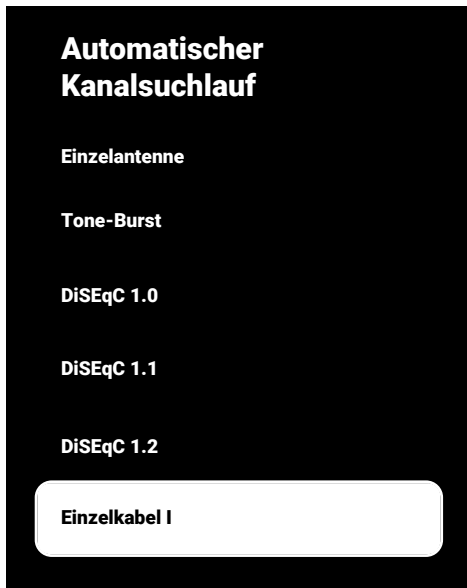 Automatischer
Kanalsuchlauf
Einzelantenne
Tone-Burst
DiSEqC 1.0
DiSEqC 1.1
DiSEqC 1.2
Einzelkabel I